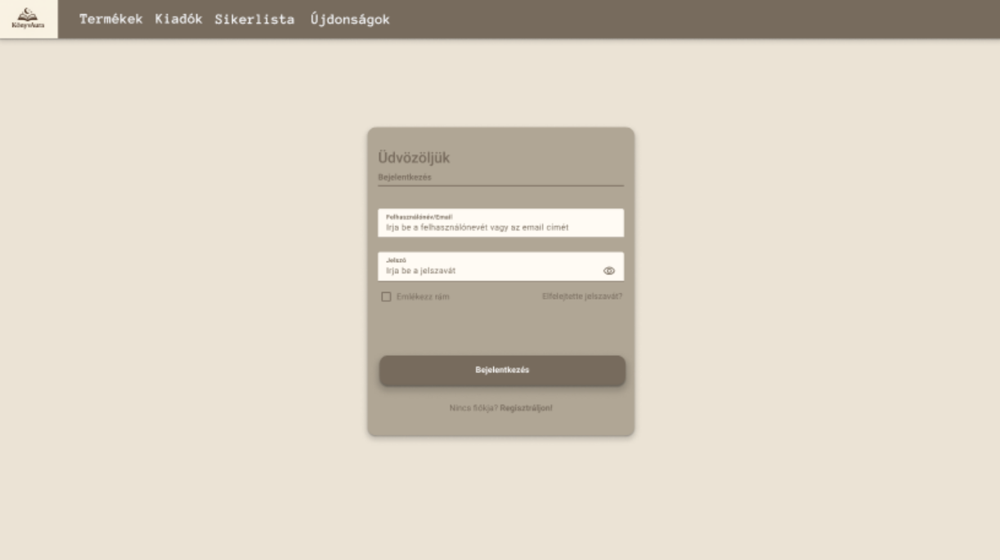 KönyvAura
Termékek Kiadók Sikerlista Újdonságok
Üdvözöljük
Bejelentkezés
Felhasználónév/Email
Irja be a felhasználónevét vagy az email címét
Jelszó
Irja be a jelszavát
Emlékezz rám
Elfelejtette jelszavát?
Bejelentkezés
Nincs fiókja? Regisztráljon!